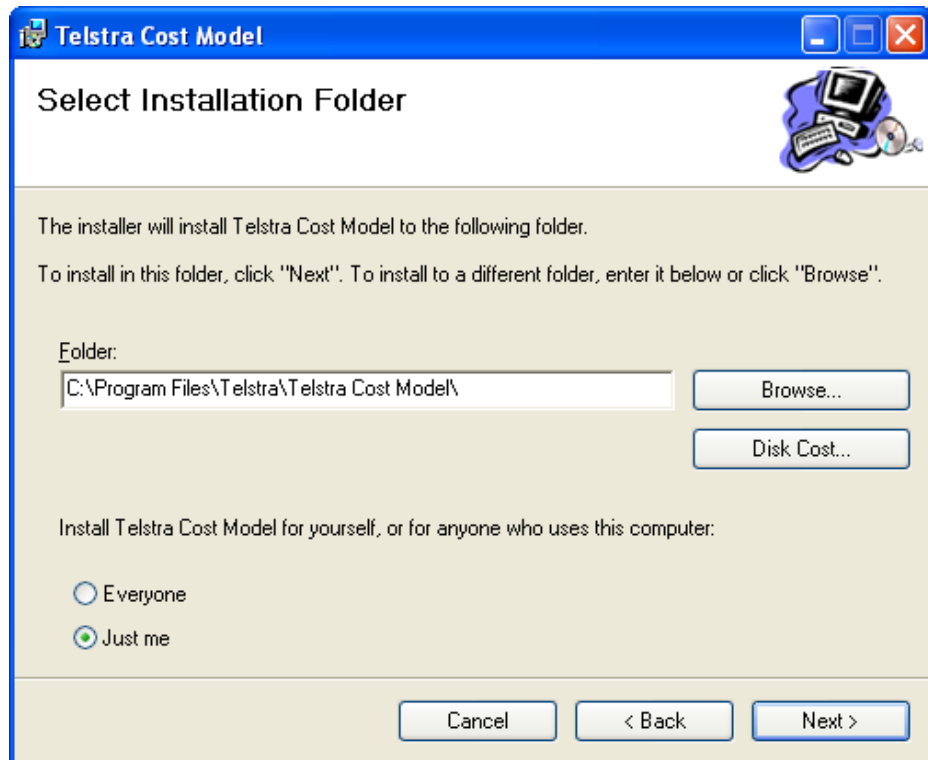 Telstra Cost Model
Select Installation Folder
The installer will install Telstra Cost Model to the following folder.
To install in this folder, click "Next". To install to a different folder, enter it below or click "Browse".
Folder:
C:\Program Files\Telstra\Telstra Cost Model\
Browse...
Disk Cost...
Install Telstra Cost Model for yourself, or for anyone who uses this computer:
Everyone
Just me
Cancel
< Back
Next >